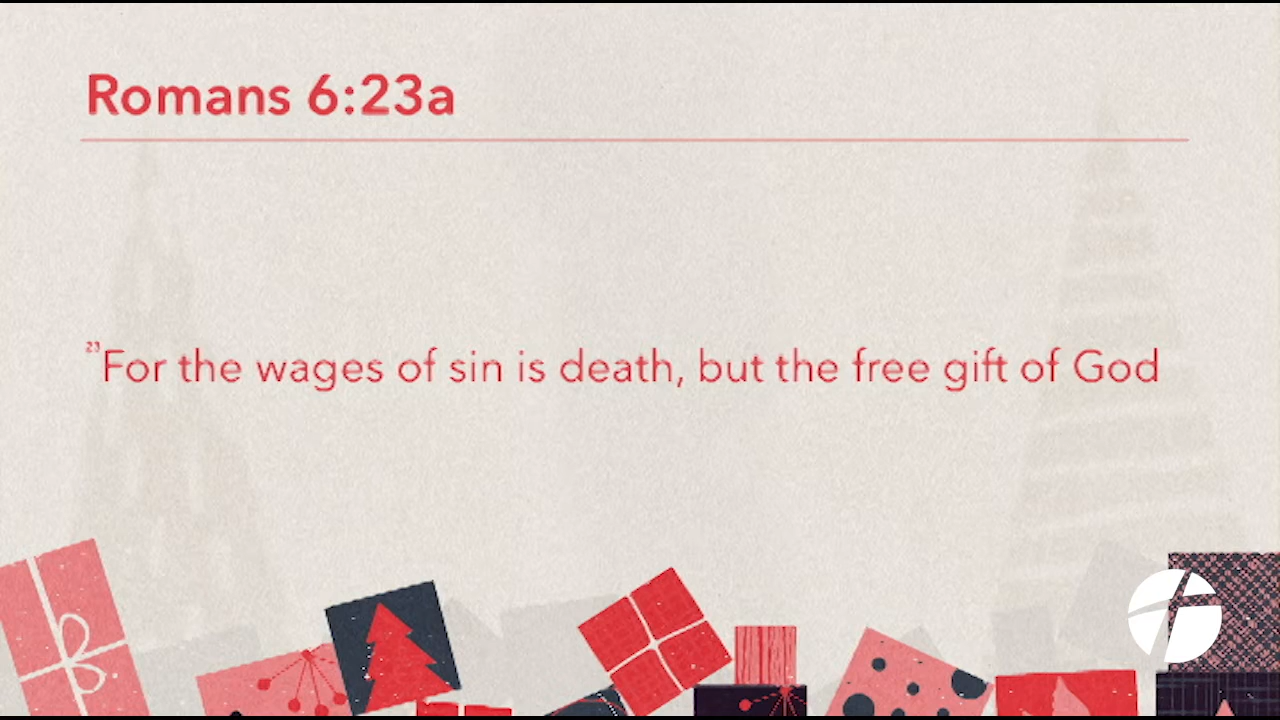 Romans 6:23a
²³For the wages of sin is death, but the free gift of God